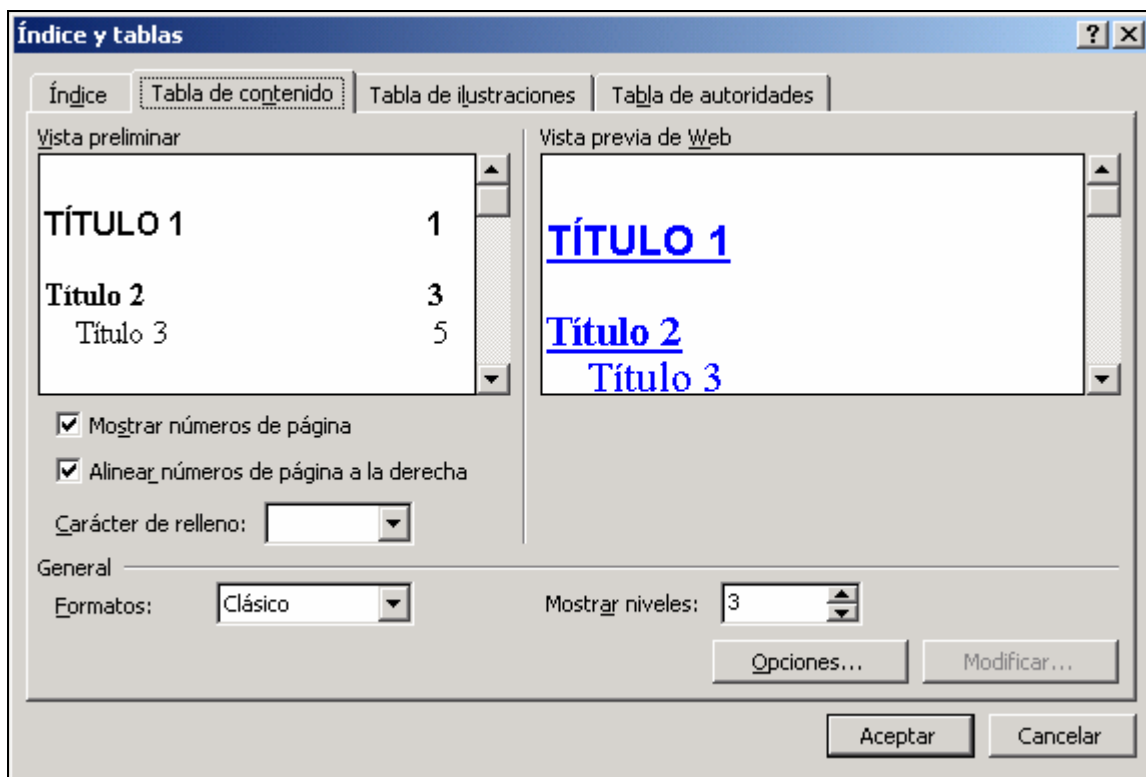 Índice y tablas
Índice
Tabla de contenido
Tabla de ilustraciones
Tabla de autoridades
Vista preliminar
TÍTULO 1 1
Título 2 3
Título 3 5
Vista previa de Web
TÍTULO 1
Título 2
Título 3
Mostrar números de página
Alinear números de página a la derecha
Carácter de relleno:
General
Formatos: Clásico
Mostrar niveles: 3
Opciones...
Modificar...
Aceptar
Cancelar